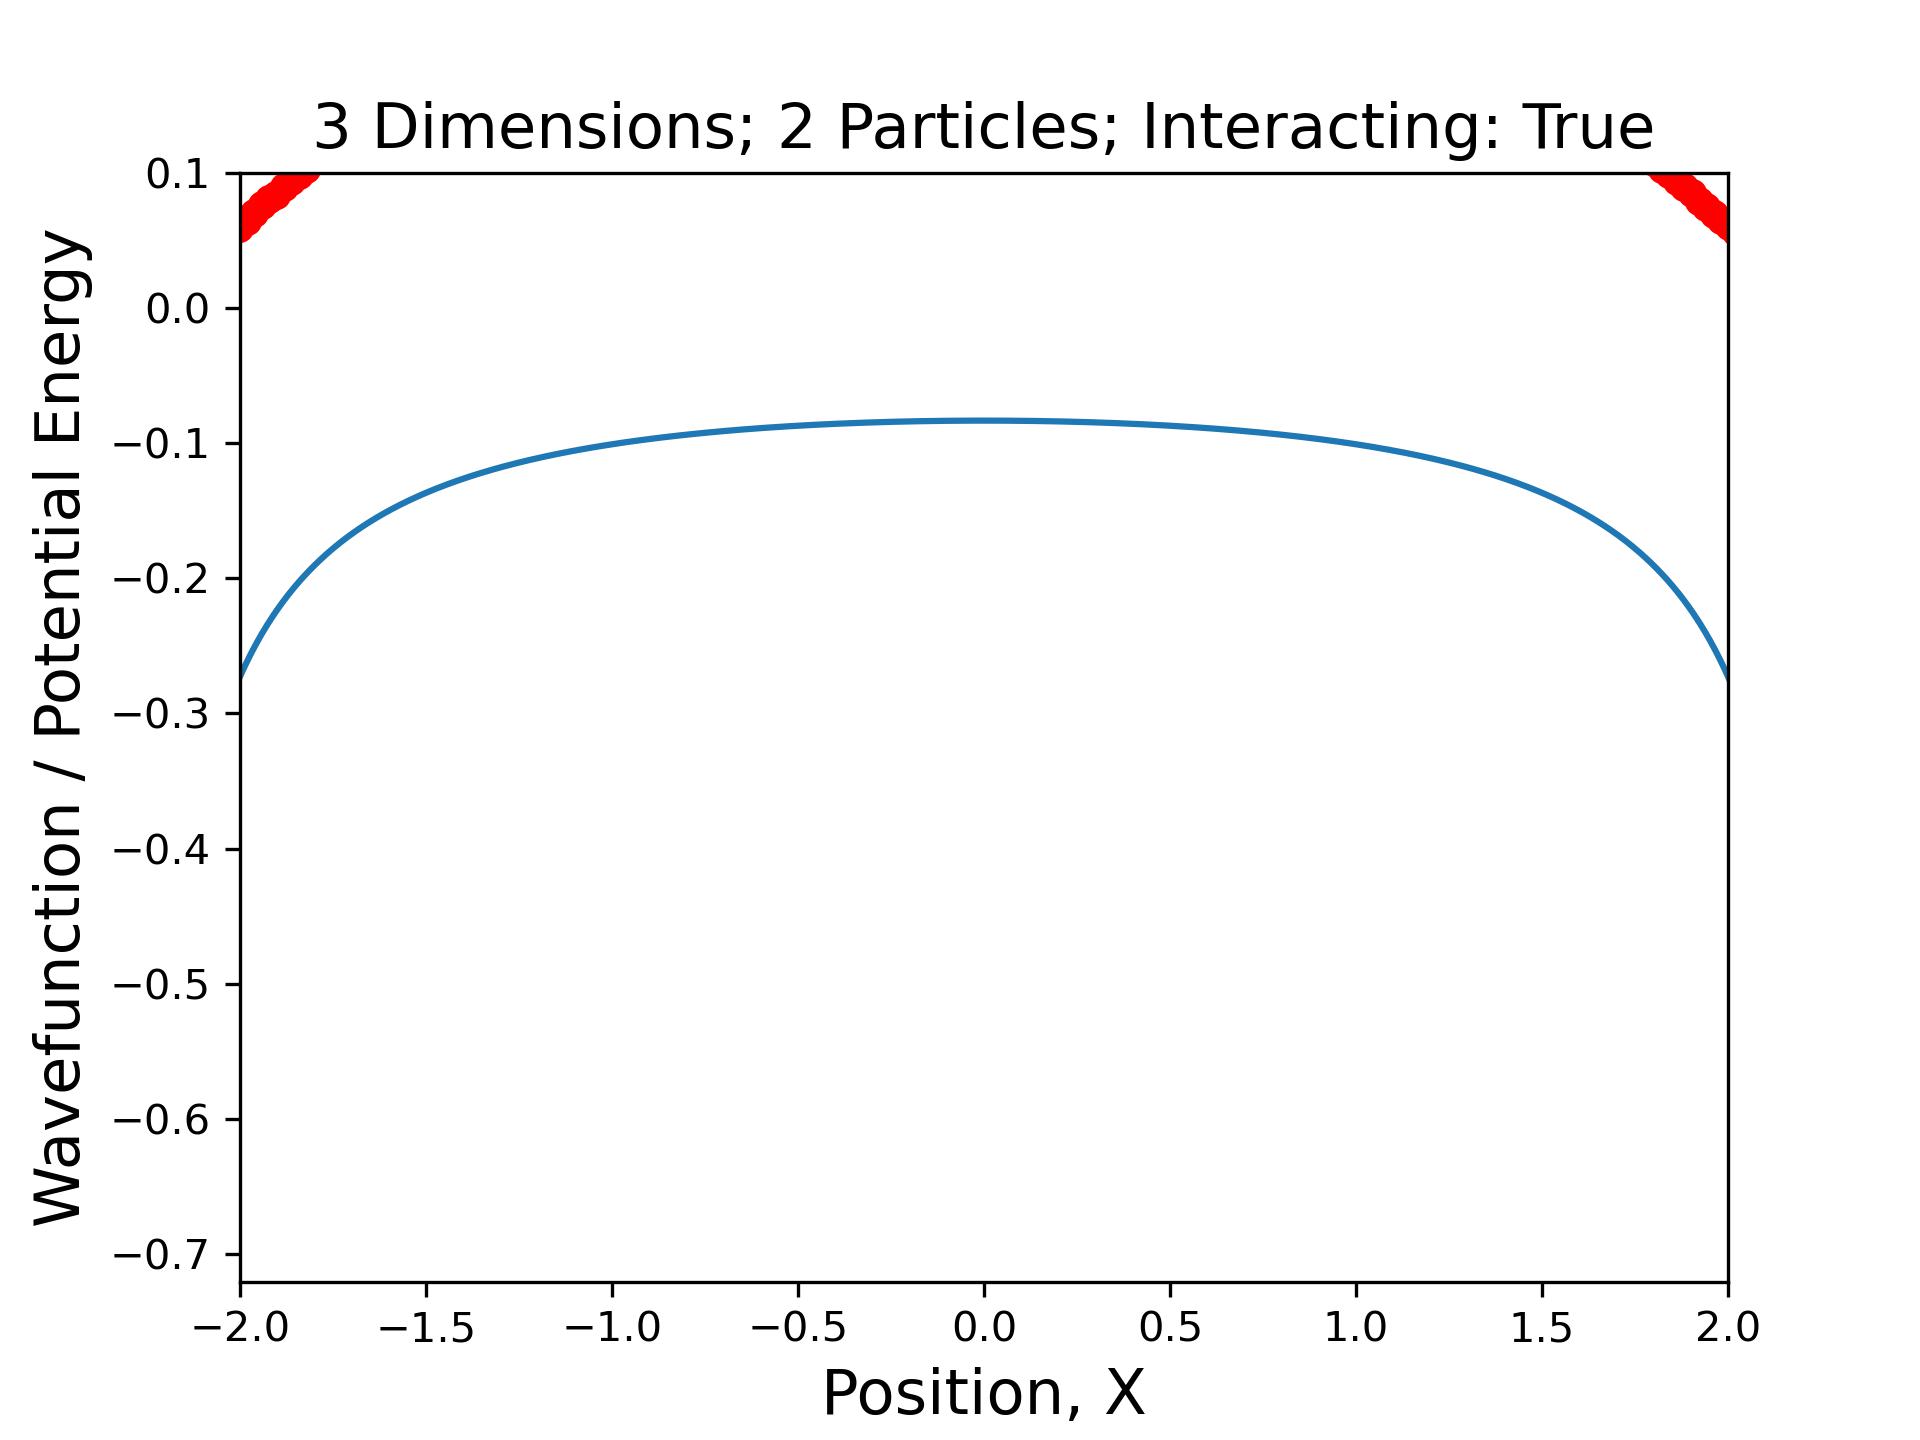 3 Dimensions; 2 Particles; Interacting: True
Wavefunction / Potential Energy
0.1
0.0
−0.1
−0.2
−0.3
−0.4
−0.5
−0.6
−0.7
−2.0 −1.5 −1.0 −0.5 0.0 0.5 1.0 1.5 2.0
Position, X